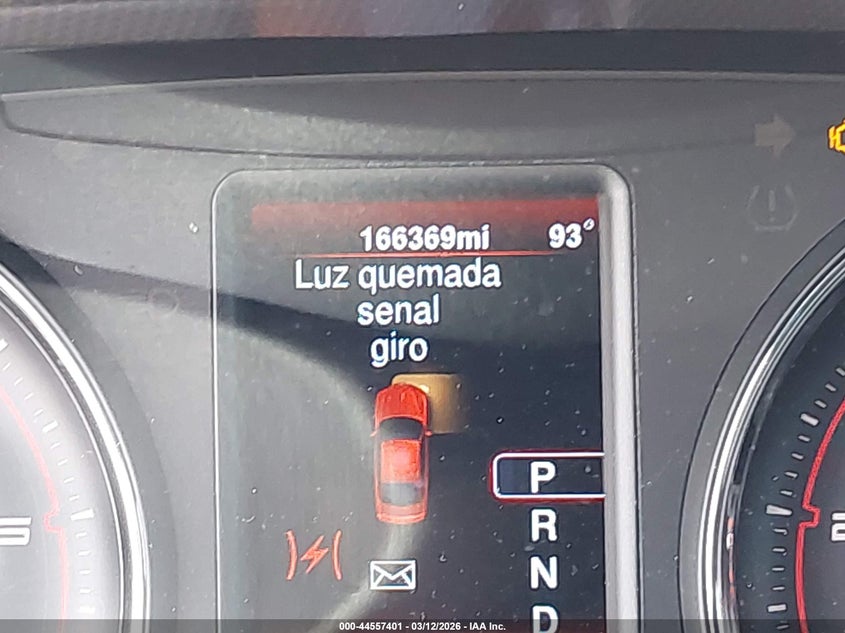 166369mi 93°
Luz quemada
senal
giro
P
R
N
D
000-44557401 - 03/12/2026 - IAA Inc.